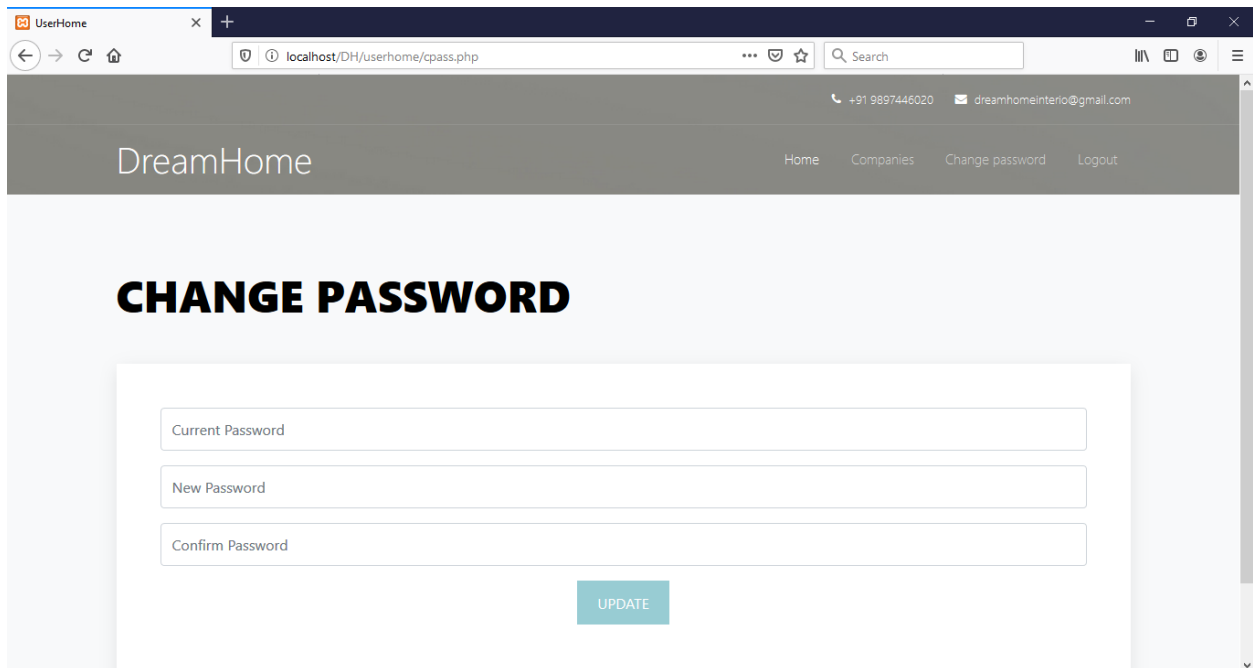 UserHome
localhost/DH/userhome/cpass.php
Search
+91 9897446020 dreamhomeinterio@gmail.com
DreamHome
Home Companies Change password Logout
CHANGE PASSWORD
Current Password
New Password
Confirm Password
UPDATE